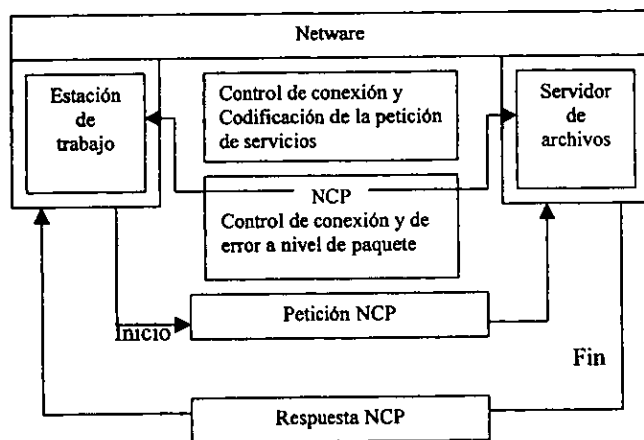 Netware
Estación
de
trabajo
Control de conexión y
Codificación de la petición
de servicios
Servidor
de
archivos
NCP
Control de conexión y de
error a nivel de paquete
Petición NCP
Inicio
Fin
Respuesta NCP